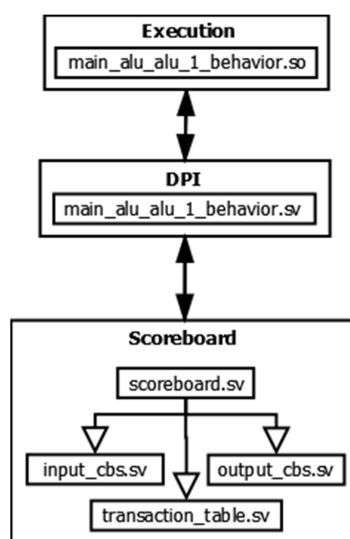 Execution
main_alu_alu_1_behavior.so
DPI
main_alu_alu_1_behavior.sv
Scoreboard
scoreboard.sv
input_cbs.sv
output_cbs.sv
transaction_table.sv